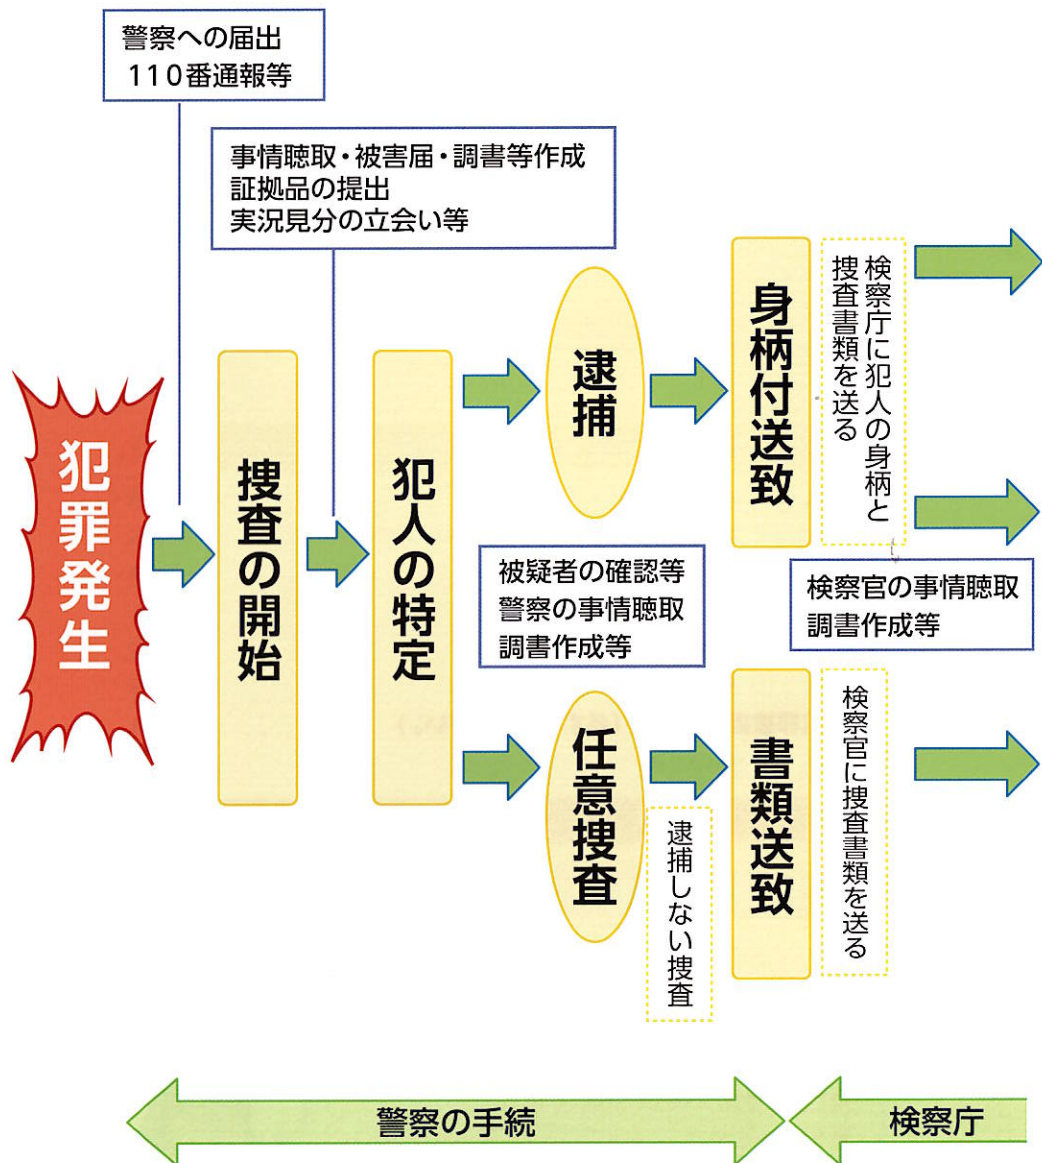 警察への届出
110番通報等
事情聴取・被害届・調書等作成
証拠品の提出
実況見分の立会い等
犯罪発生
捜査の開始
犯人の特定
逮捕
身柄付送致
検察庁に犯人の身柄と
捜査書類を送る
被疑者の確認等
警察の事情聴取
調書作成等
検察官の事情聴取
調書作成等
任意捜査
逮捕しない捜査
書類送致
検察官に捜査書類を送る
警察の手続
検察庁